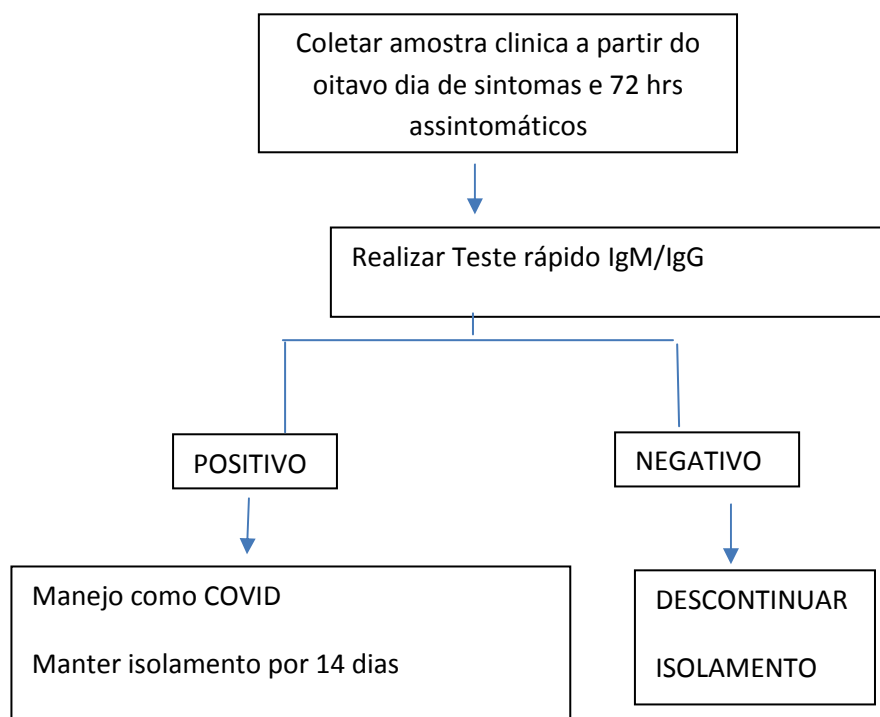 Coletar amostra clinica a partir do
oitavo dia de sintomas e 72 hrs
assintomáticos
Realizar Teste rápido IgM/IgG
POSITIVO
NEGATIVO
Manejo como COVID
Manter isolamento por 14 dias
DESCONTINUAR
ISOLAMENTO